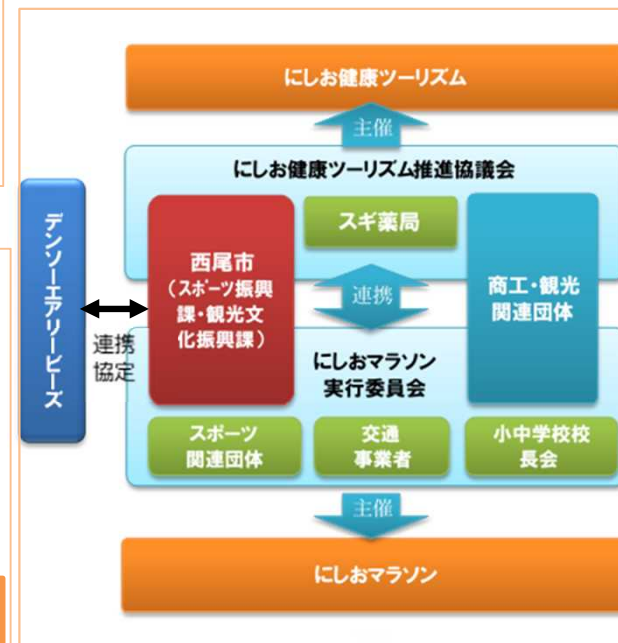 にしお健康ツーリズム
主催
にしお健康ツーリズム推進協議会
デンソーエアリービーズ
連携
協定
西尾市
（スポーツ振興
課・観光文
化振興課）
スギ薬局
連携
商工・観光
関連団体
にしおマラソン
実行委員会
スポーツ
関連団体
交通
事業者
小中学校校
長会
主催
にしおマラソン